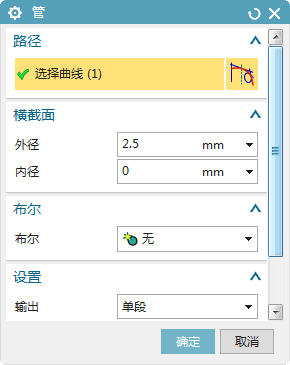 管
路径
选择曲线 (1)
横截面
外径 2.5 mm
内径 0 mm
布尔
布尔 无
设置
输出 单段
确定 取消